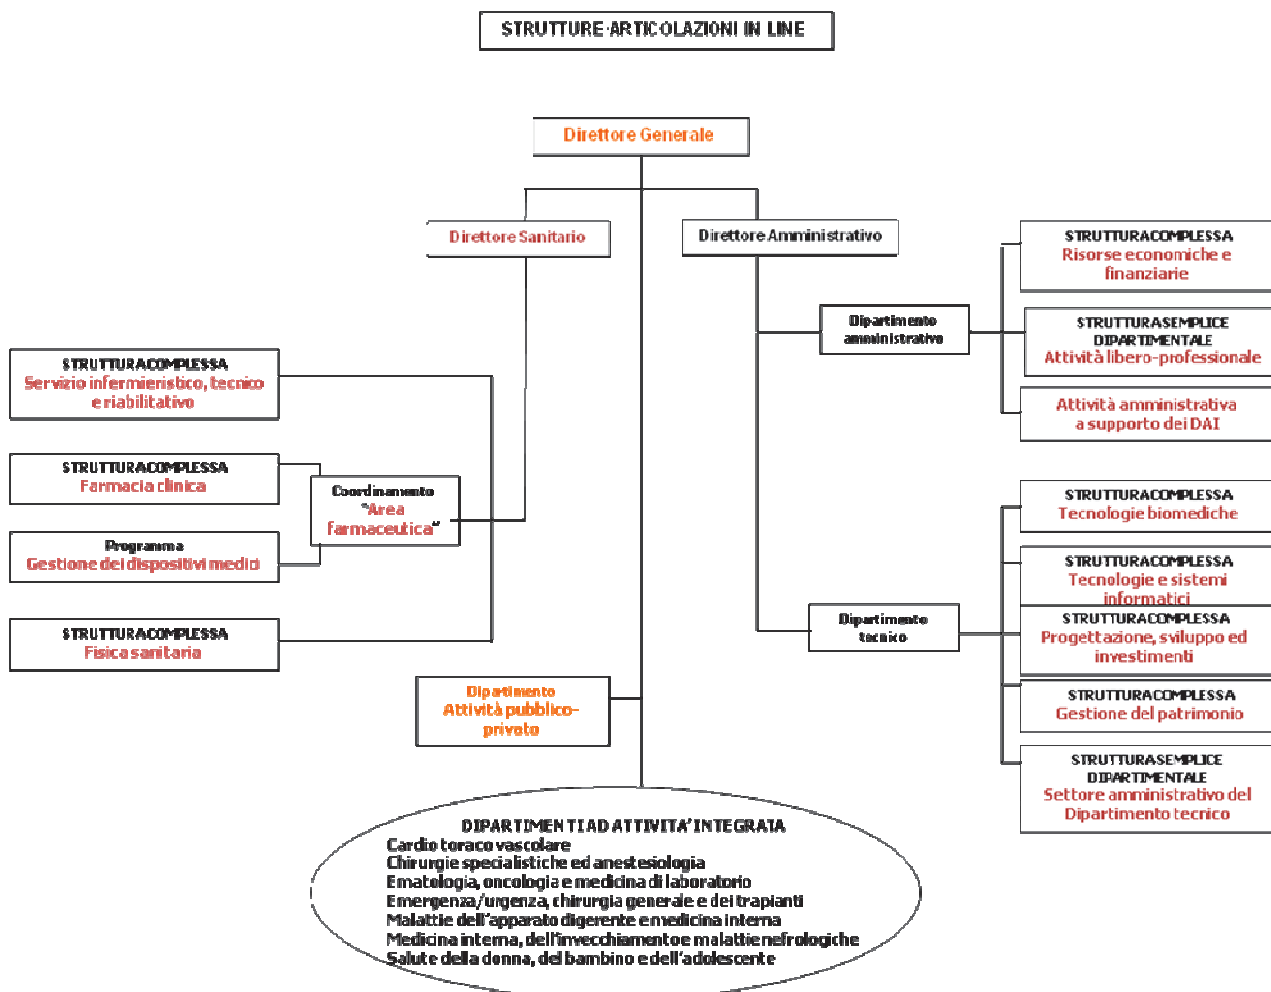 STRUTTURE-ARTICOLAZIONI IN LINE
Direttore Generale
Direttore Sanitario
Direttore Amministrativo
STRUTTURA COMPLESSA
Servizio infermieristico, tecnico
e riabilitativo
STRUTTURA COMPLESSA
Farmacia clinica
Programma
Gestione dei dispositivi medici
STRUTTURA COMPLESSA
Fisica sanitaria
Coordinamento
"Area
farmaceutica"
Dipartimento
Attività pubblico-
privato
Dipartimento
amministrativo
STRUTTURA COMPLESSA
Risorse economiche e
finanziarie
STRUTTURA SEMPLICE
DIPARTIMENTALE
Attività libero-professionale
Attività amministrativa
a supporto dei DAI
Dipartimento
tecnico
STRUTTURA COMPLESSA
Tecnologie biomediche
STRUTTURA COMPLESSA
Tecnologie e sistemi
informatici
STRUTTURA COMPLESSA
Progettazione, sviluppo ed
investimenti
STRUTTURA COMPLESSA
Gestione del patrimonio
STRUTTURA SEMPLICE
DIPARTIMENTALE
Settore amministrativo del
Dipartimento tecnico
DIPARTIMENTI AD ATTIVITA' INTEGRATA
Cardio toraco vascolare
Chirurgie specialistiche ed anestesiologia
Ematologia, oncologia e medicina di laboratorio
Emergenza/urgenza, chirurgia generale e dei trapianti
Malattie dell'apparato digerente e medicina interna
Medicina interna, dell'invecchiamento e malattie nefrologiche
Salute della donna, del bambino e dell'adolescente